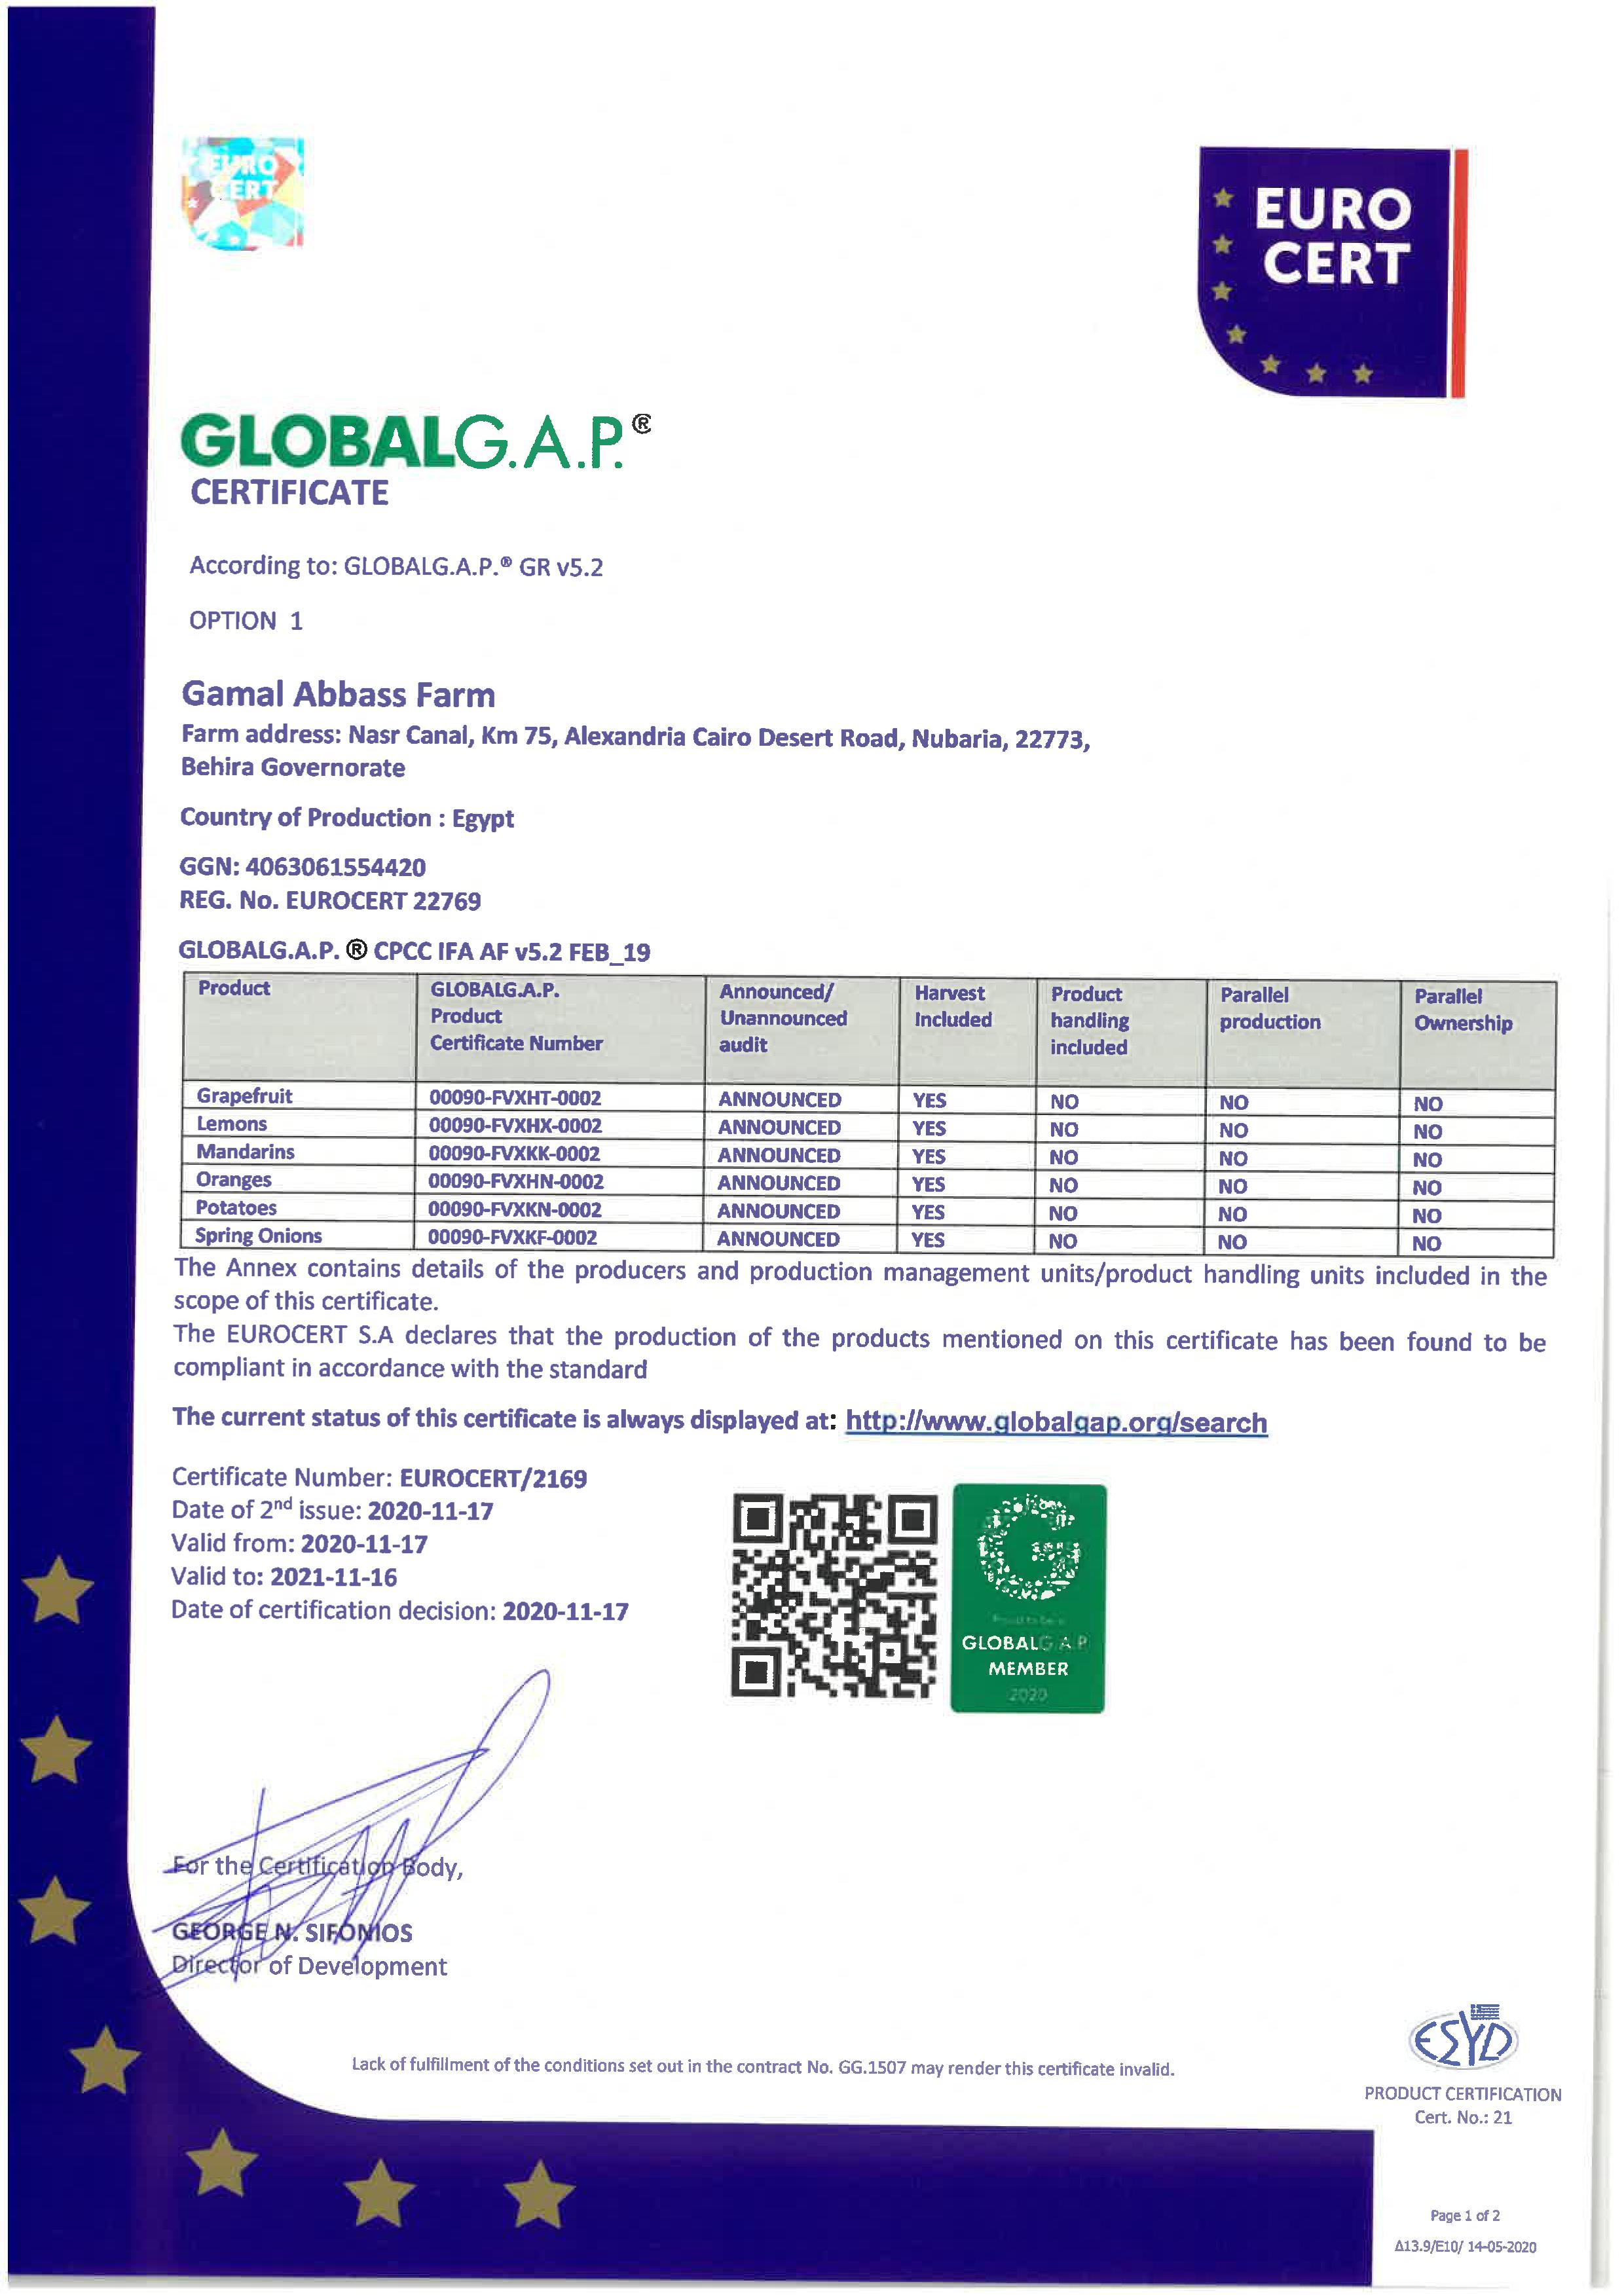 EURO
CERT
EURO
CERT
GLOBALG.A.P.®
CERTIFICATE
According to: GLOBALG.A.P.® GR v5.2
OPTION 1
Gamal Abbass Farm
Farm address: Nasr Canal, Km 75, Alexandria Cairo Desert Road, Nubaria, 22773,
Behira Governorate
Country of Production : Egypt
GGN: 4063061554420
REG. No. EUROCERT 22769
GLOBALG.A.P. ® CPCC IFA AF v5.2 FEB_19
Product GLOBALG.A.P. Product Certificate Number Announced/ Unannounced audit Harvest Included Product handling included Parallel production Parallel Ownership
Grapefruit 00090-FVXHT-0002 ANNOUNCED YES NO NO NO
Lemons 00090-FVXHX-0002 ANNOUNCED YES NO NO NO
Mandarins 00090-FVXKK-0002 ANNOUNCED YES NO NO NO
Oranges 00090-FVXHN-0002 ANNOUNCED YES NO NO NO
Potatoes 00090-FVXKN-0002 ANNOUNCED YES NO NO NO
Spring Onions 00090-FVXKF-0002 ANNOUNCED YES NO NO NO
The Annex contains details of the producers and production management units/product handling units included in the
scope of this certificate.
The EUROCERT S.A declares that the production of the products mentioned on this certificate has been found to be
compliant in accordance with the standard
The current status of this certificate is always displayed at: http://www.globalgap.org/search
Certificate Number: EUROCERT/2169
Date of 2nd issue: 2020-11-17
Valid from: 2020-11-17
Valid to: 2021-11-16
Date of certification decision: 2020-11-17
Proud to be a
GLOBALG.A.P.
MEMBER
2020
For the Certification Body,
GEORGE N. SIFONIOS
Director of Development
Lack of fulfillment of the conditions set out in the contract No. GG.1507 may render this certificate invalid.
ESYD
PRODUCT CERTIFICATION
Cert. No.: 21
Page 1 of 2
Δ13.9/E10/ 14-05-2020